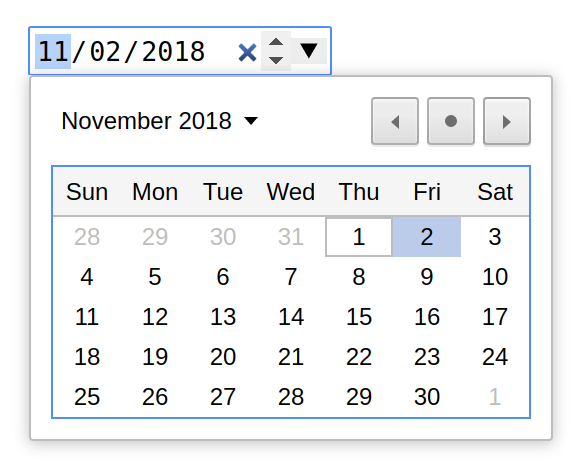 11/02/2018
November 2018
Sun Mon Tue Wed Thu Fri Sat
28 29 30 31 1 2 3
4 5 6 7 8 9 10
11 12 13 14 15 16 17
18 19 20 21 22 23 24
25 26 27 28 29 30 1